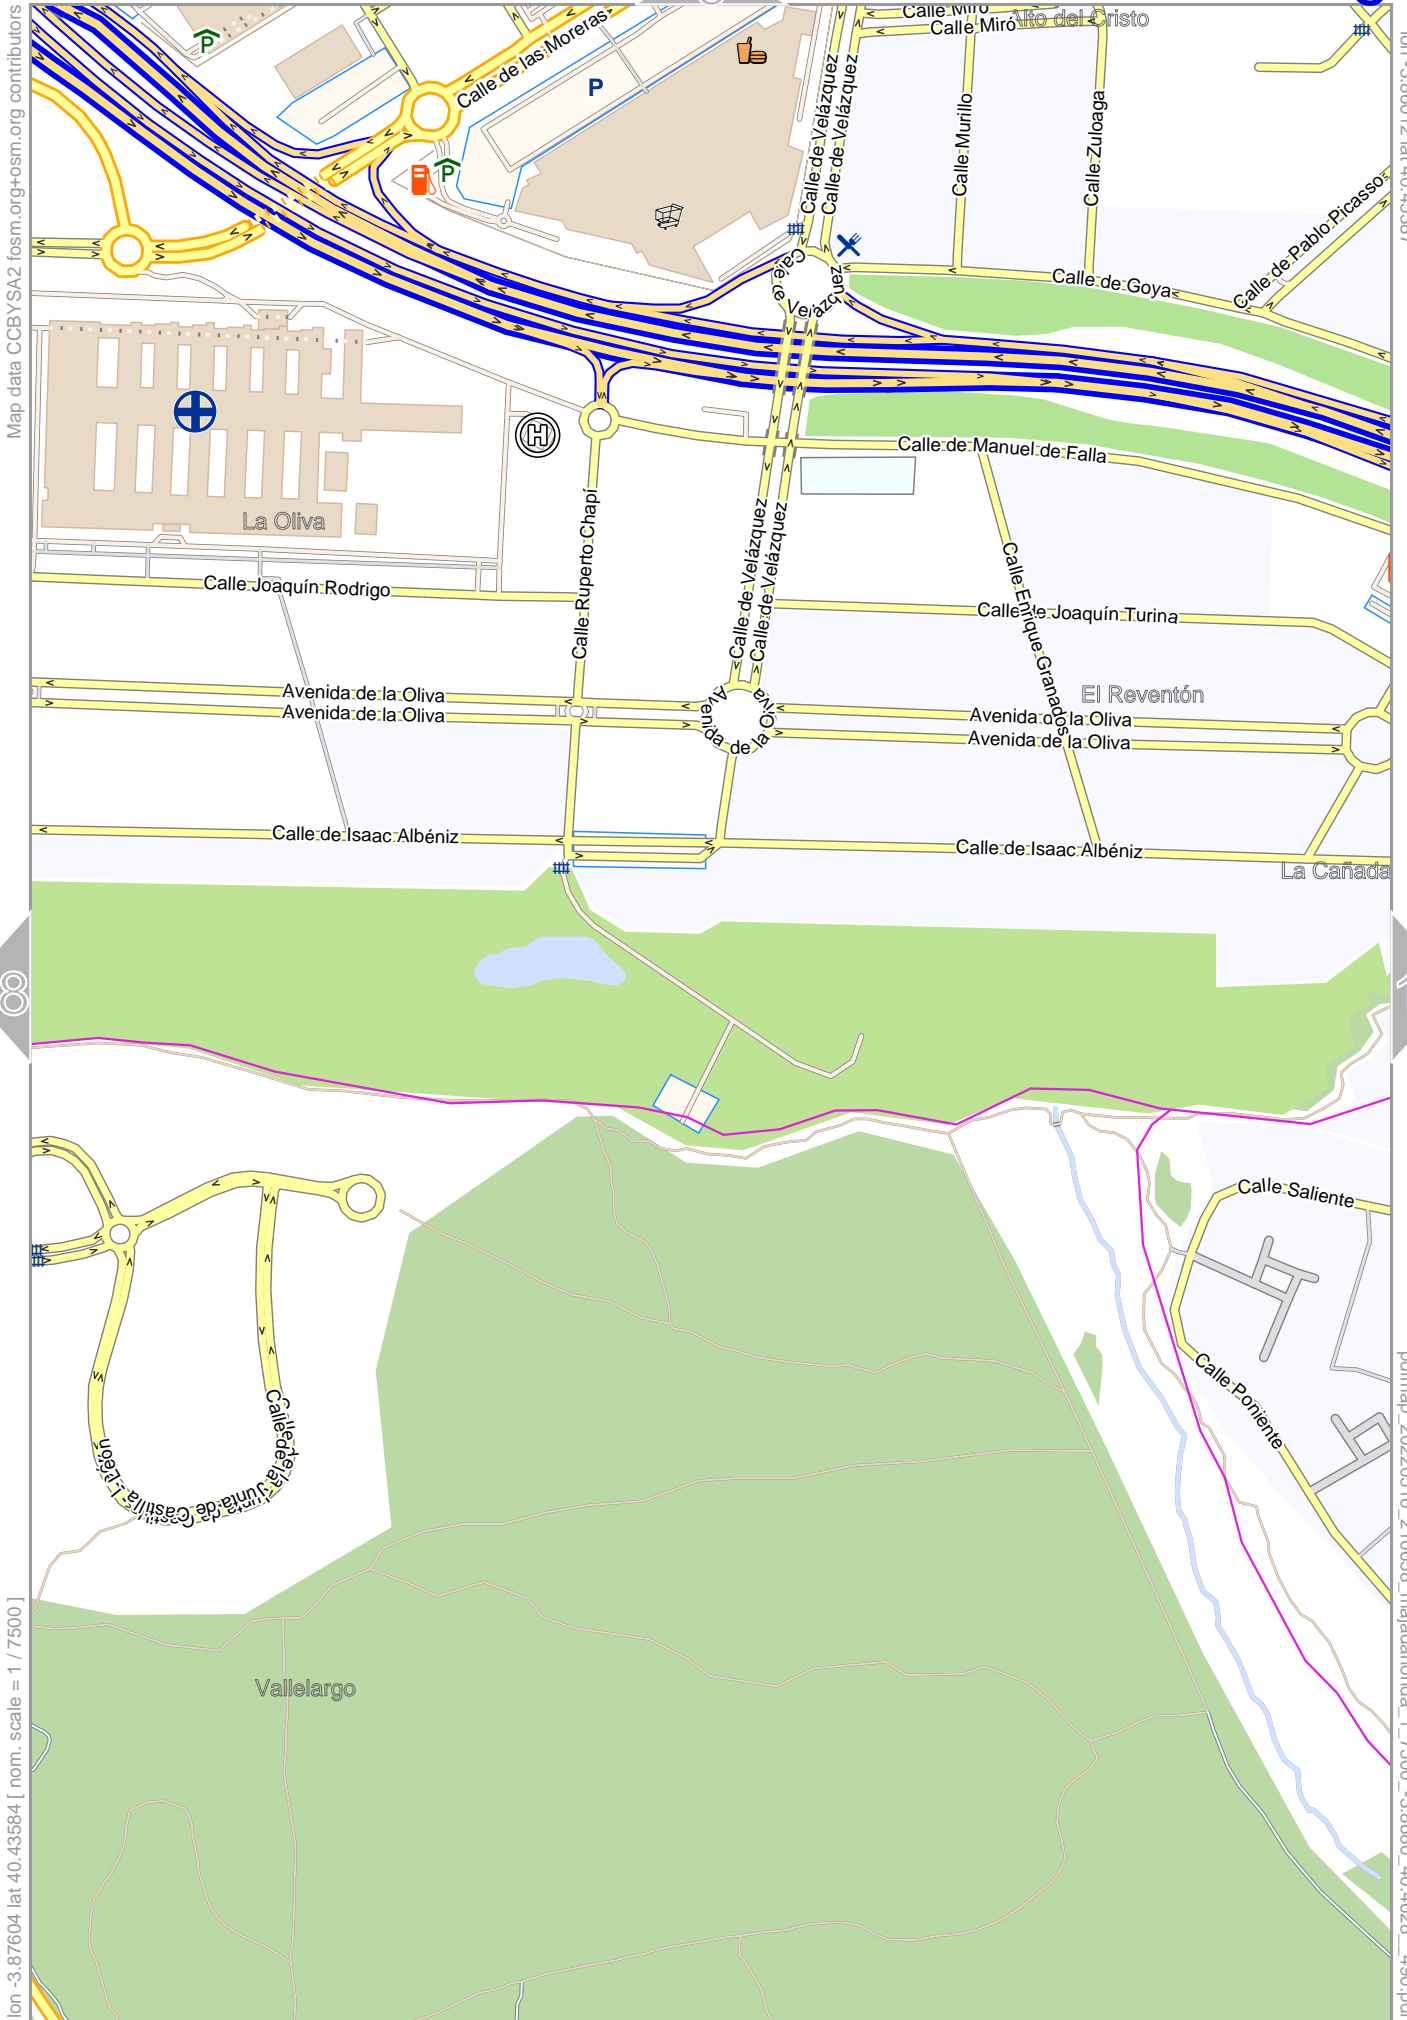 Map data CCBYSA2 fosm.org+osm.org contributors
Calle Miró
Alto del Cristo
Calle Miró
Calle de las Moreras
P
P
P
Calle de Velázquez
Calle de Velázquez
Calle Murillo
Calle Zuloaga
Calle de Pablo Picasso
Calle de Goya
Calle de Velázquez
H
Calle de Manuel de Falla
La Oliva
Calle Joaquín Rodrigo
Calle Ruperto Chapí
Calle de Velázquez
Calle de Velázquez
Calle Enrique Granados
Calle de Joaquín Turina
El Reventón
Avenida de la Oliva
Avenida de la Oliva
Avenida de la Oliva
Avenida de la Oliva
Avenida de la Oliva
Calle de Isaac Albéniz
Calle de Isaac Albéniz
La Cañada
8
Calle Saliente
Calle Poniente
Calle de la Junta de Castilla
Vallelargo
lon -3.87604 lat 40.43584 [ nom. scale = 1 / 7500 ]